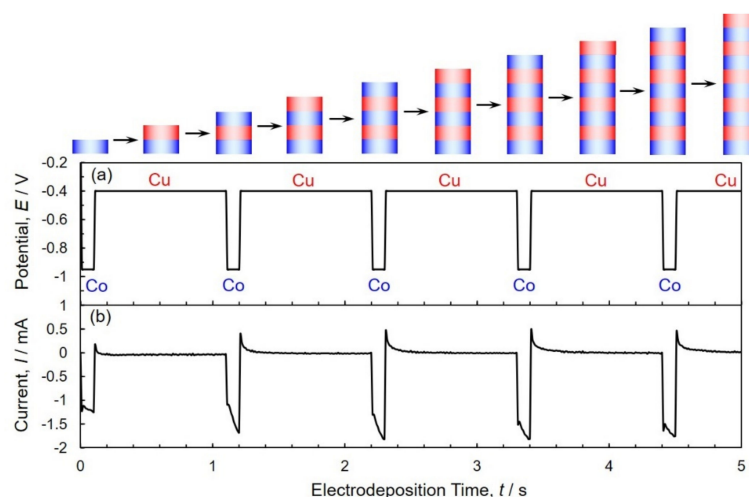 (a)
Cu Cu Cu Cu Cu
-0.2
-0.4
-0.6
-0.8
-1
Potential, E / V
Co Co Co Co Co
(b)
1
0.5
0
-0.5
-1
-1.5
-2
Current, I / mA
0 1 2 3 4 5
Electrodeposition Time, t / s